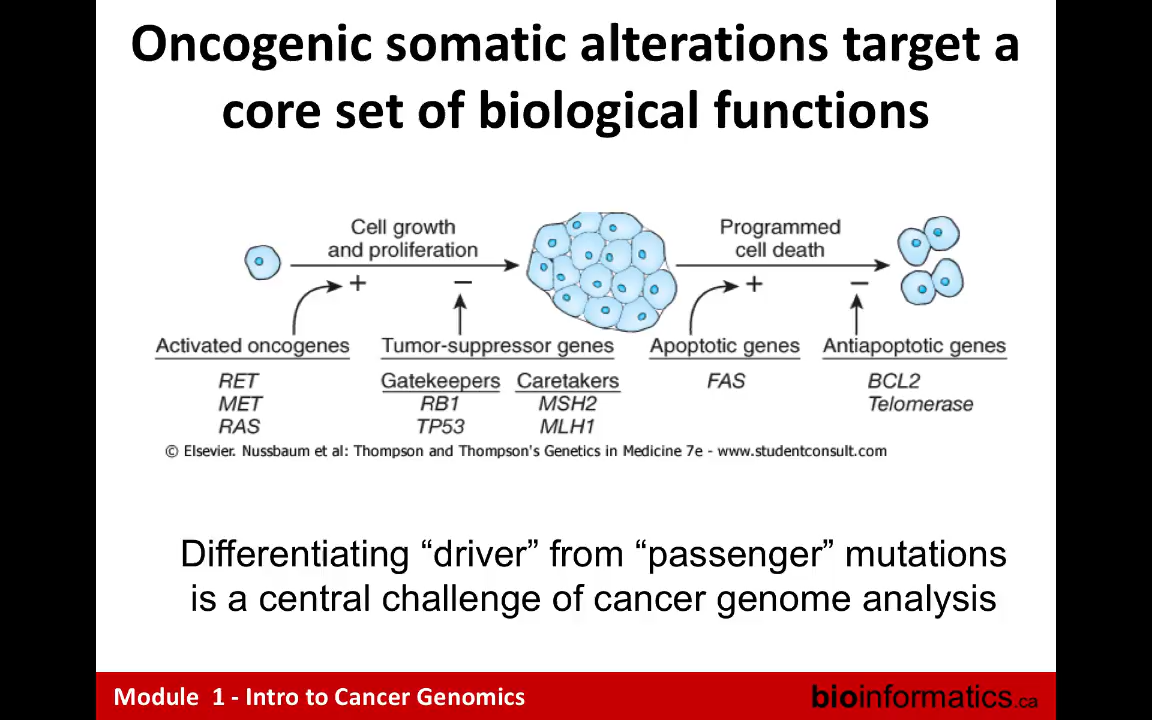 Oncogenic somatic alterations target a
core set of biological functions
Cell growth
and proliferation
Programmed
cell death
+
−
+
−
Activated oncogenes
RET
MET
RAS
Tumor-suppressor genes
Gatekeepers
RB1
TP53
Caretakers
MSH2
MLH1
Apoptotic genes
FAS
Antiapoptotic genes
BCL2
Telomerase
© Elsevier. Nussbaum et al: Thompson and Thompson's Genetics in Medicine 7e - www.studentconsult.com
Differentiating “driver” from “passenger” mutations
is a central challenge of cancer genome analysis
Module 1 - Intro to Cancer Genomics
bioinformatics.ca